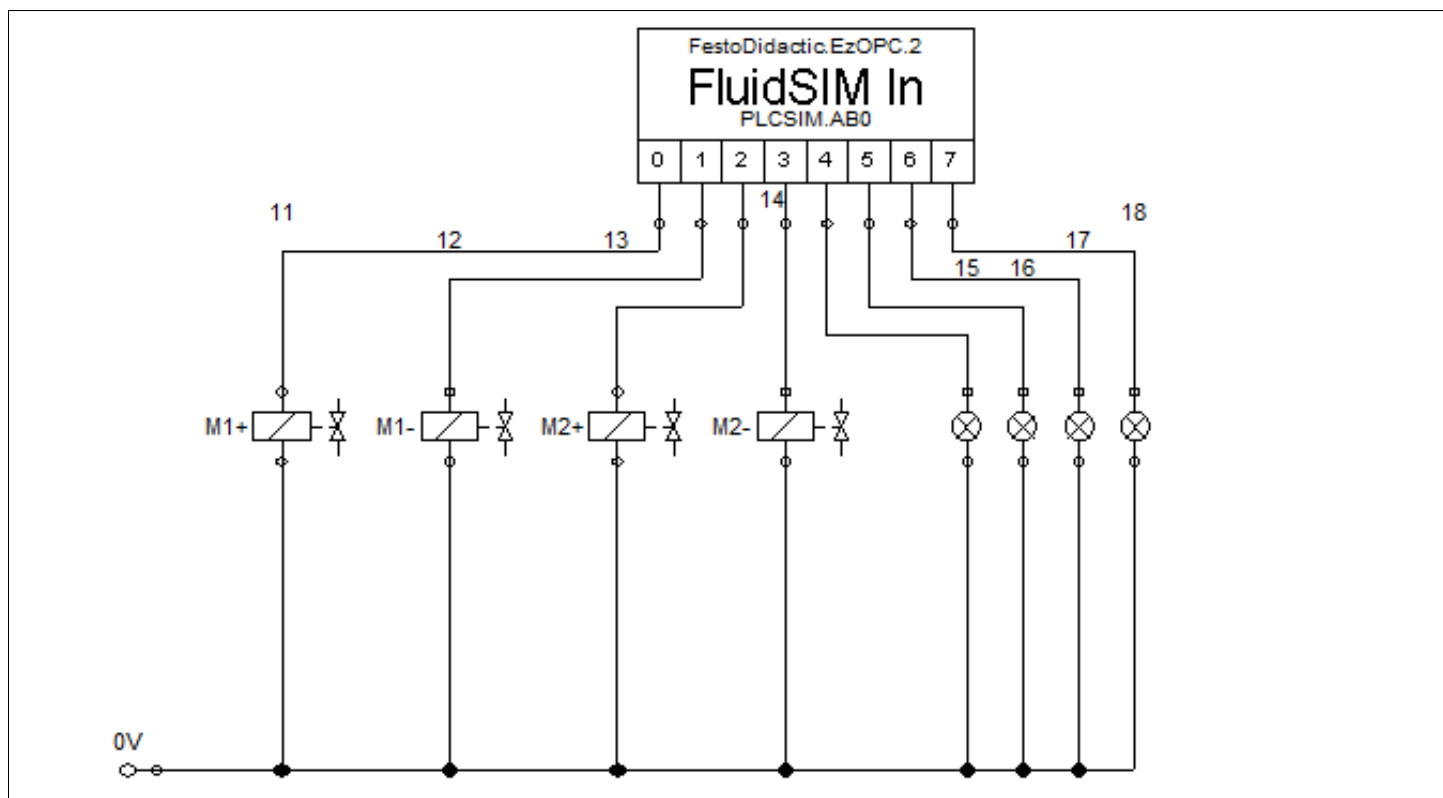 FestoDidactic.EzOPC.2
FluidSIM In
PLCSIM.AB0
0 1 2 3 4 5 6 7
11 14 18
12 13 17
15 16
M1+ M1- M2+ M2-
0V